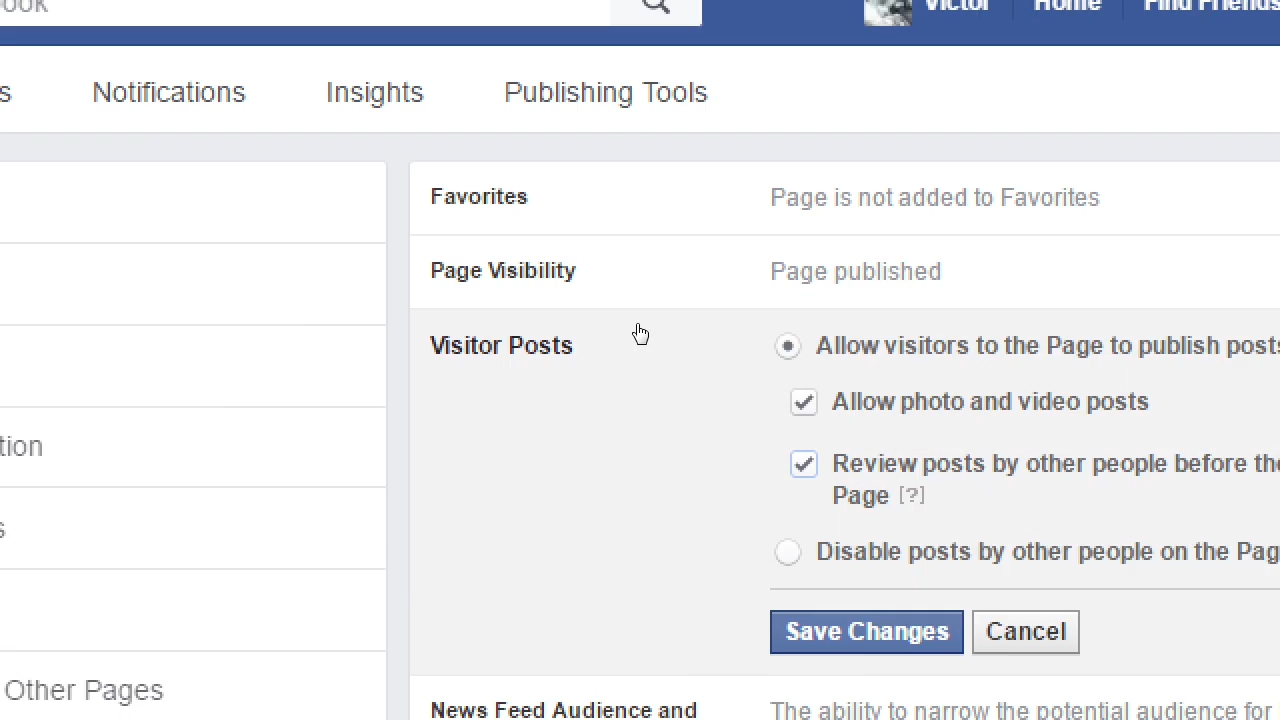 ook
Victor Home Find Friends
s Notifications Insights Publishing Tools
Favorites Page is not added to Favorites
Page Visibility Page published
Visitor Posts Allow visitors to the Page to publish posts
Allow photo and video posts
tion
Review posts by other people before the
Page [?]
s
Disable posts by other people on the Pag
Save Changes Cancel
Other Pages
News Feed Audience and The ability to narrow the potential audience for